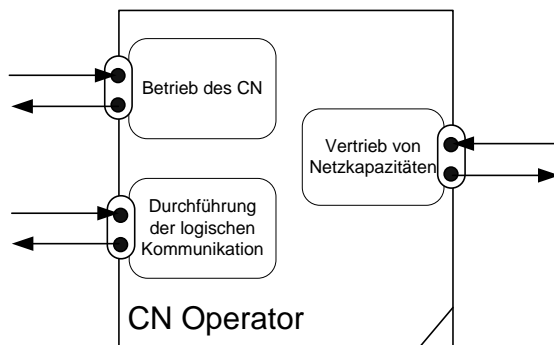 Betrieb des CN
Vertrieb von
Netzkapazitäten
Durchführung
der logischen
Kommunikation
CN Operator